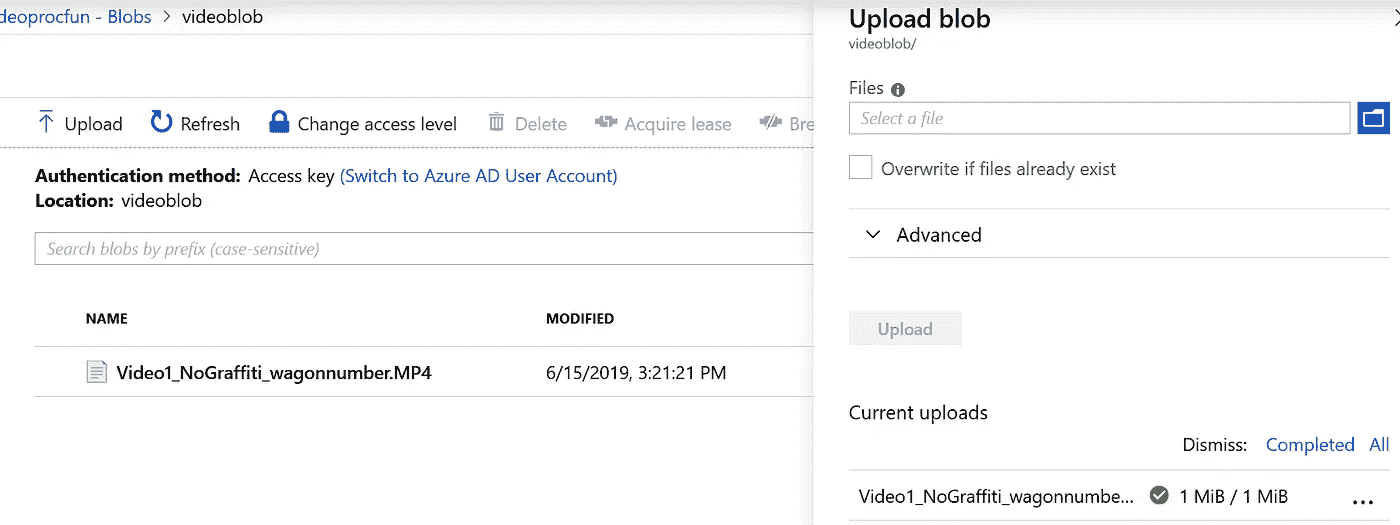 deoprocfun - Blobs > videoblob
Upload Refresh Change access level Delete Acquire lease Bre
Authentication method: Access key (Switch to Azure AD User Account)
Location: videoblob
Search blobs by prefix (case-sensitive)
NAME MODIFIED
Video1_NoGraffiti_wagonnumber.MP4 6/15/2019, 3:21:21 PM
Upload blob
videoblob/
Files
Select a file
Overwrite if files already exist
Advanced
Upload
Current uploads
Dismiss: Completed All
Video1_NoGraffiti_wagonnumbe... 1 MiB / 1 MiB ...